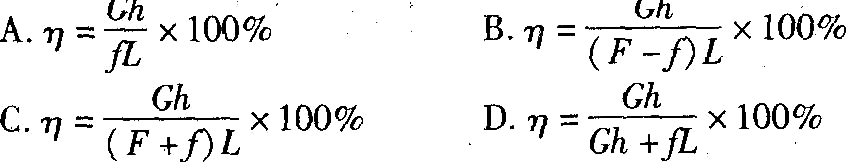 A. η = Gh/fL × 100% B. η = Gh/((F − f)L) × 100%
C. η = Gh/((F + f)L) × 100% D. η = Gh/(Gh + fL) × 100%